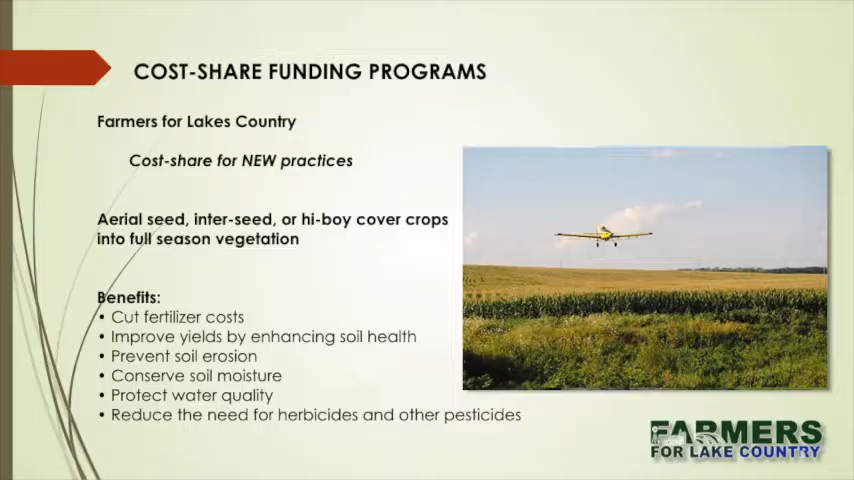 COST-SHARE FUNDING PROGRAMS
Farmers for Lakes Country
Cost-share for NEW practices
Aerial seed, inter-seed, or hi-boy cover crops
into full season vegetation
Benefits:
• Cut fertilizer costs
• Improve yields by enhancing soil health
• Prevent soil erosion
• Conserve soil moisture
• Protect water quality
• Reduce the need for herbicides and other pesticides
FARMERS
FOR LAKE COUNTRY